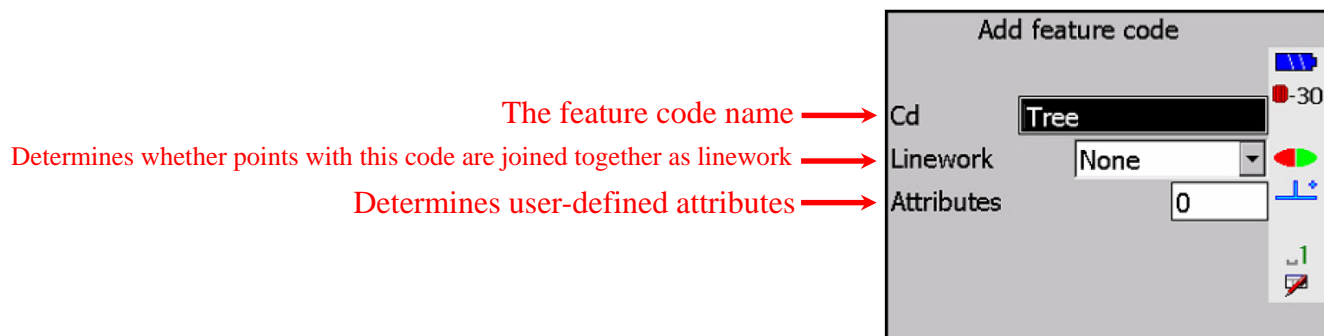 Add feature code
-30
The feature code name
Cd
Tree
Determines whether points with this code are joined together as linework
Linework
None
Determines user-defined attributes
Attributes
0
1